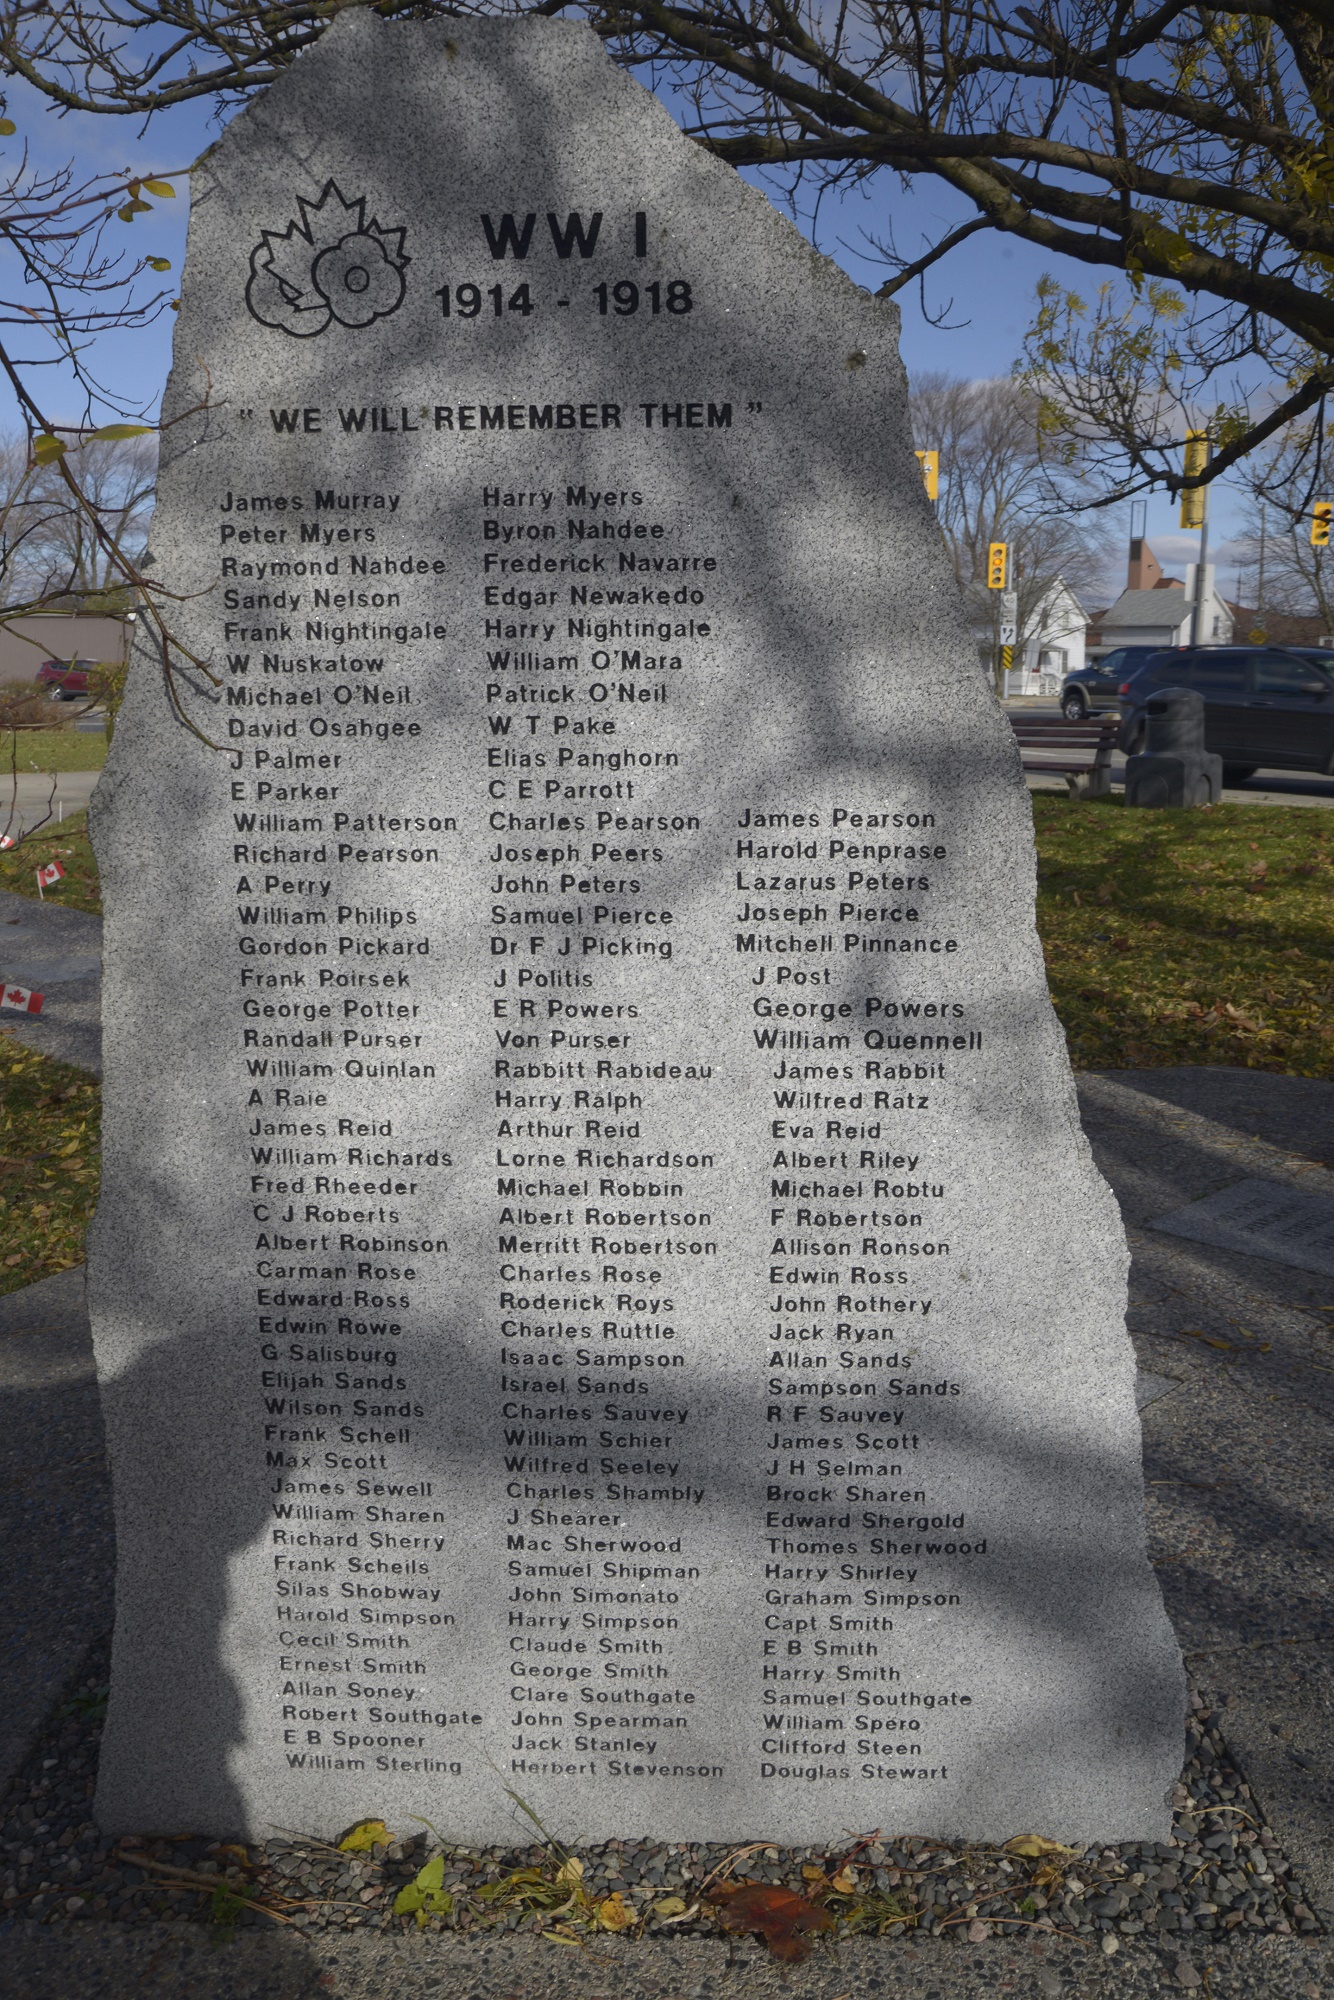 WW I
1914 - 1918
" WE WILL REMEMBER THEM "
James Murray Harry Myers
Peter Myers Byron Nahdee
Raymond Nahdee Frederick Navarre
Sandy Nelson Edgar Newakedo
Frank Nightingale Harry Nightingale
W Nuskatow William O'Mara
Michael O'Neil Patrick O'Neil
David Osahgee W T Pake
J Palmer Elias Panghorn
E Parker C E Parrott
William Patterson Charles Pearson James Pearson
Richard Pearson Joseph Peers Harold Penprase
A Perry John Peters Lazarus Peters
William Philips Samuel Pierce Joseph Pierce
Gordon Pickard Dr F J Picking Mitchell Pinnance
Frank Poirsek J Politis J Post
George Potter E R Powers George Powers
Randall Purser Von Purser William Quennell
William Quinlan Rabbitt Rabideau James Rabbit
A Raie Harry Ralph Wilfred Ratz
James Reid Arthur Reid Eva Reid
William Richards Lorne Richardson Albert Riley
Fred Rheeder Michael Robbin Michael Robtu
C J Roberts Albert Robertson F Robertson
Albert Robinson Merritt Robertson Allison Ronson
Carman Rose Charles Rose Edwin Ross
Edward Ross Roderick Roys John Rothery
Edwin Rowe Charles Ruttle Jack Ryan
G Salisburg Isaac Sampson Allan Sands
Elijah Sands Israel Sands Sampson Sands
Wilson Sands Charles Sauvey R F Sauvey
Frank Schell William Schier James Scott
Max Scott Wilfred Seeley J H Selman
James Sewell Charles Shambly Brock Sharen
William Sharen J Shearer Edward Shergold
Richard Sherry Mac Sherwood Thomes Sherwood
Frank Scheils Samuel Shipman Harry Shirley
Silas Shobway John Simonato Graham Simpson
Harold Simpson Harry Simpson Capt Smith
Cecil Smith Claude Smith E B Smith
Ernest Smith George Smith Harry Smith
Allan Soney Clare Southgate Samuel Southgate
Robert Southgate John Spearman William Spero
E B Spooner Jack Stanley Clifford Steen
William Sterling Herbert Stevenson Douglas Stewart